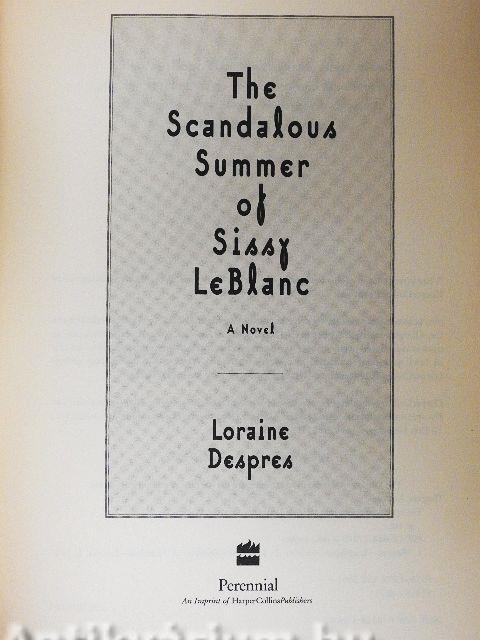 The
Scandalous
Summer
of
Sissy
LeBlanc
A Novel
Loraine
Despres
Perennial
An Imprint of HarperCollinsPublishers